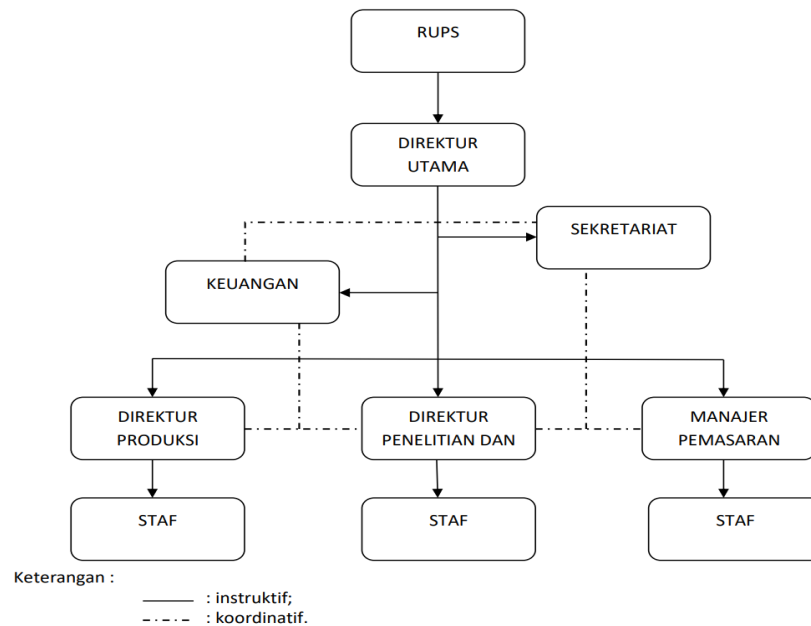 RUPS
DIREKTUR
UTAMA
SEKRETARIAT
KEUANGAN
DIREKTUR
PRODUKSI
DIREKTUR
PENELITIAN DAN
MANAJER
PEMASARAN
STAF
STAF
STAF
Keterangan :
: instruktif;
: koordinatif.